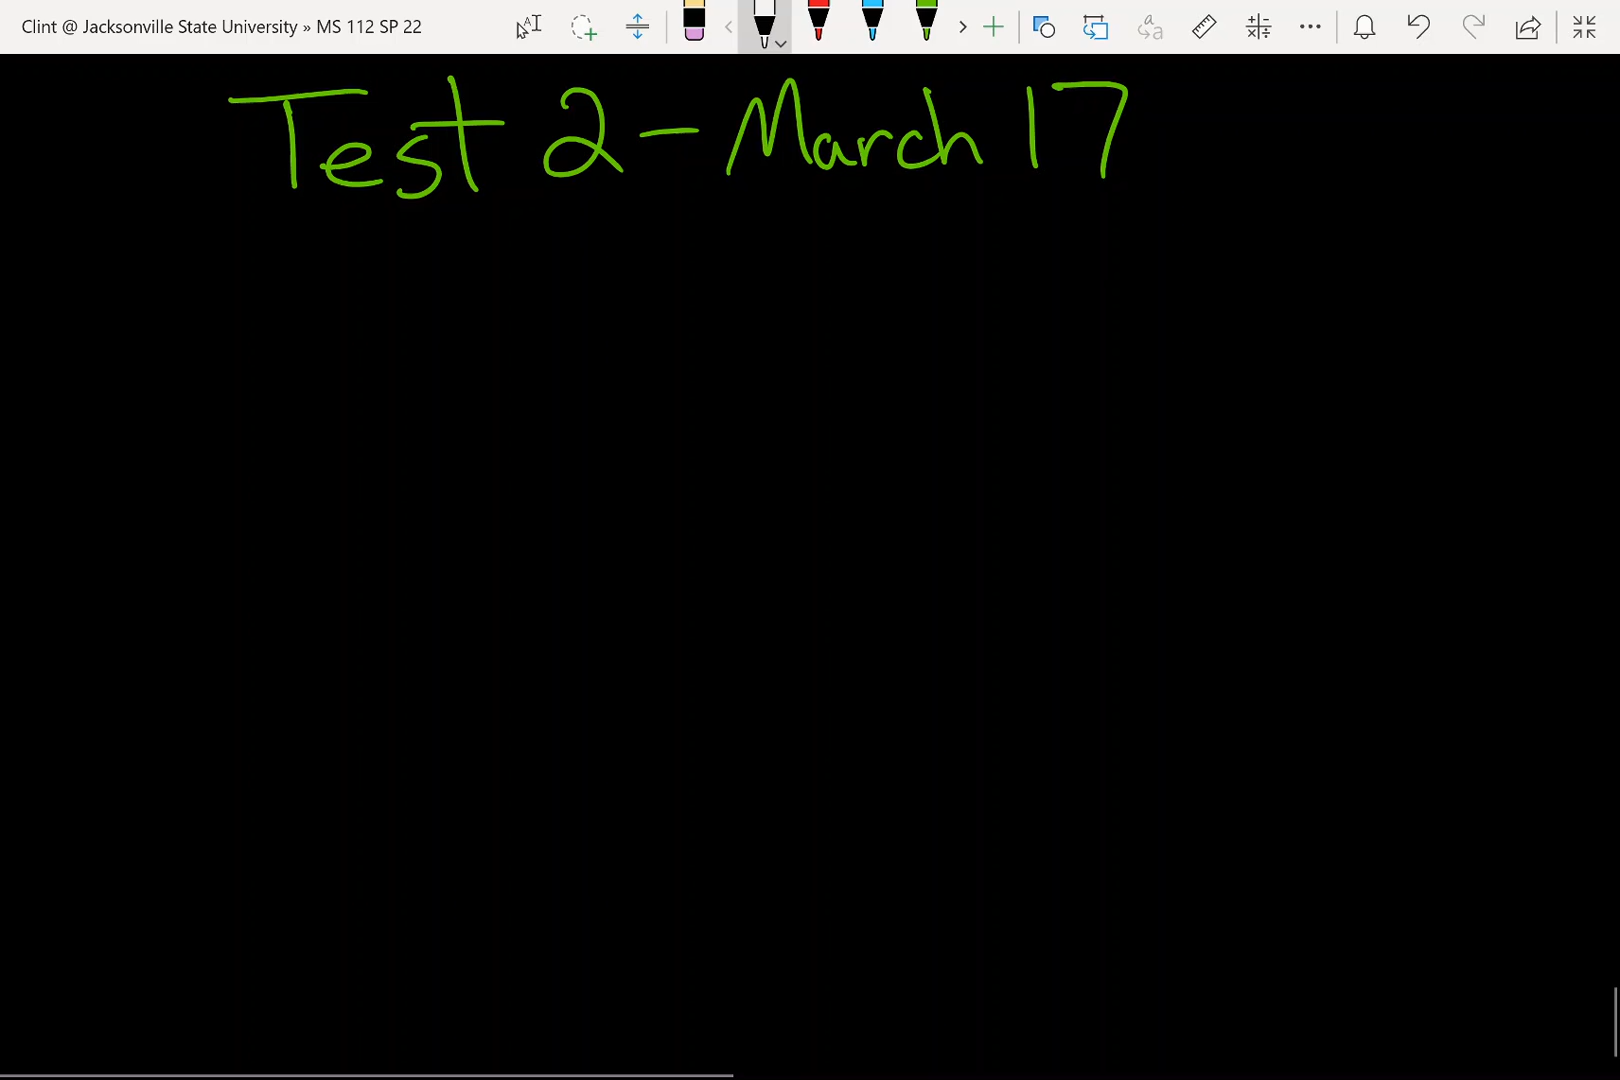 Clint @ Jacksonville State University » MS 112 SP 22
Test 2 - March 17